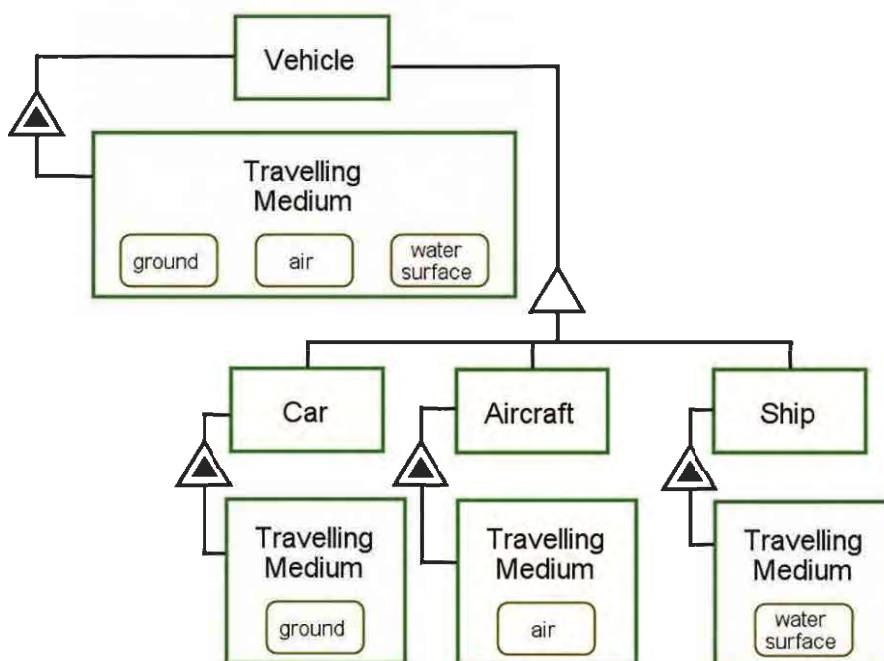 Vehicle
Travelling
Medium
ground
air
water
surface
Car
Aircraft
Ship
Travelling
Medium
ground
Travelling
Medium
air
Travelling
Medium
water
surface